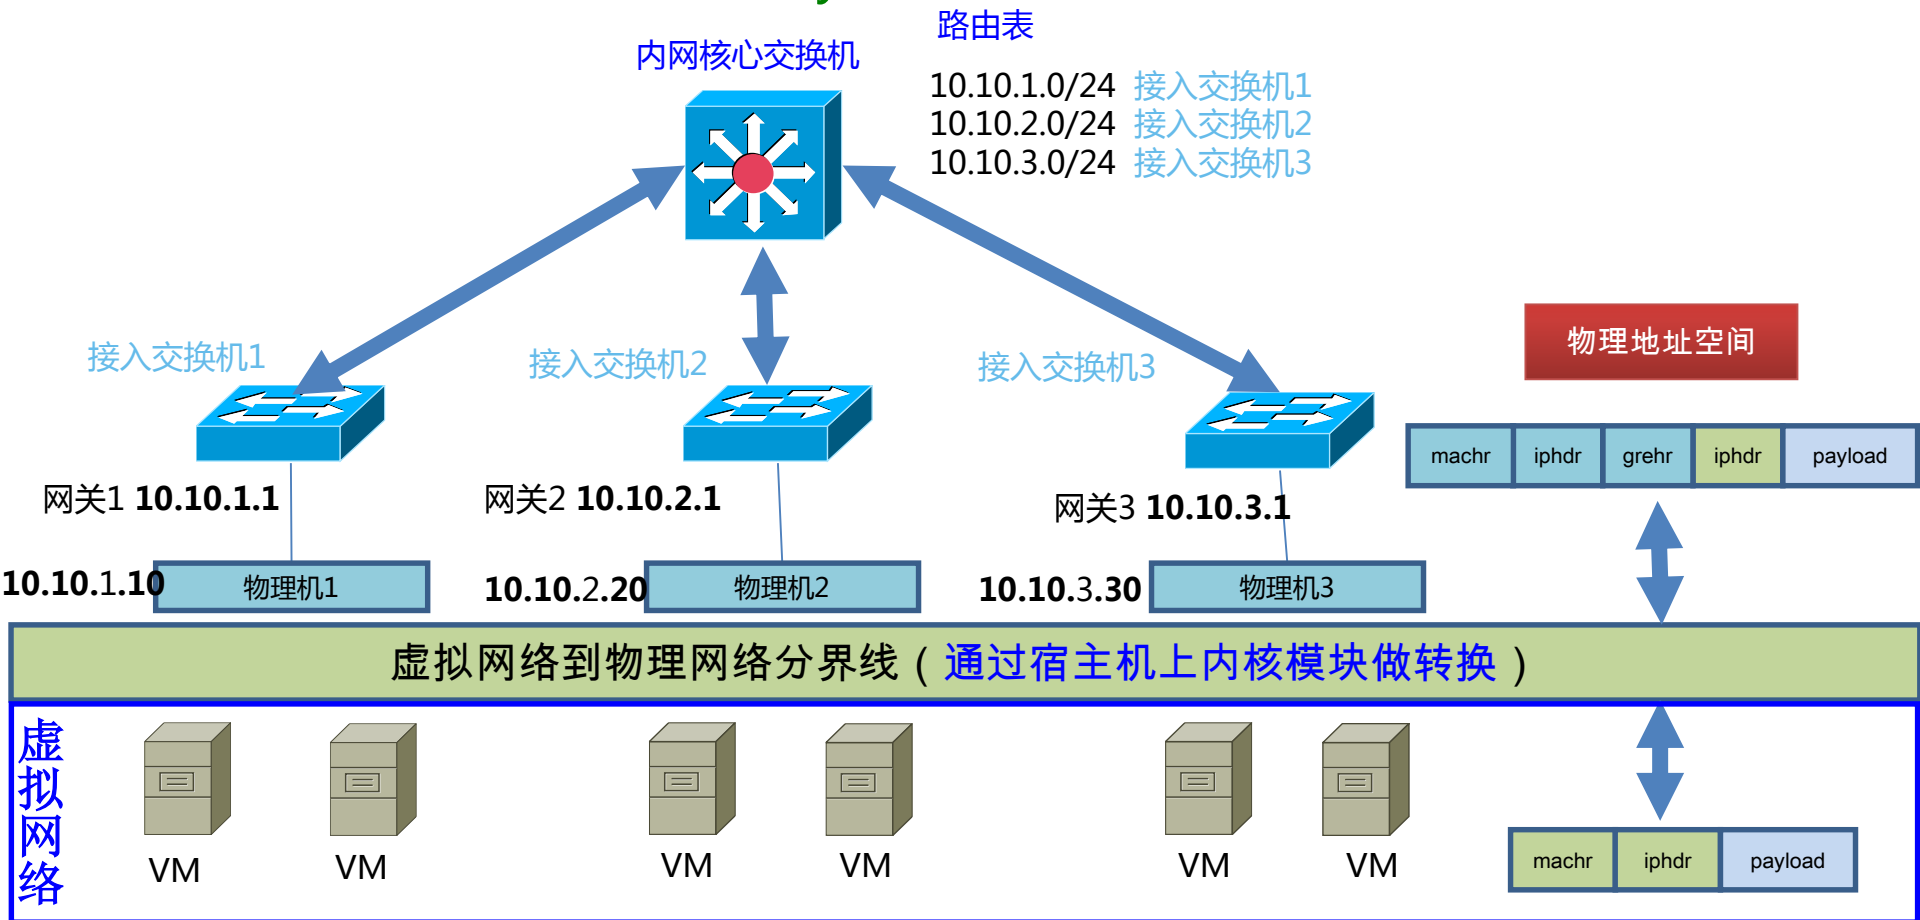 内网核心交换机
路由表
10.10.1.0/24 接入交换机1
10.10.2.0/24 接入交换机2
10.10.3.0/24 接入交换机3
接入交换机1
接入交换机2
接入交换机3
物理地址空间
machr iphdr grehr iphdr payload
网关1 10.10.1.1
网关2 10.10.2.1
网关3 10.10.3.1
10.10.1.10 物理机1
10.10.2.20 物理机2
10.10.3.30 物理机3
虚拟网络到物理网络分界线（通过宿主机上内核模块做转换）
虚拟网络
VM VM VM VM VM VM
machr iphdr payload